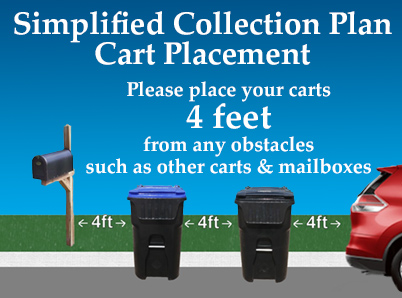 Simplified Collection Plan
Cart Placement
Please place your carts
4 feet
from any obstacles
such as other carts & mailboxes
← 4ft → ← 4ft → ← 4ft →